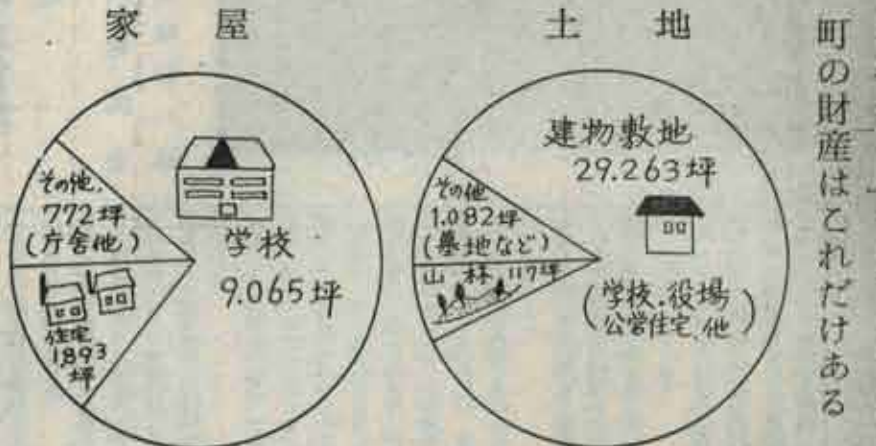 町の財産はこれだけある
土地
建物敷地
29.263坪
(学校.役場
公営住宅.他)
その他
1.082坪
(墓地など)
山林 117坪
家屋
学校
9.065坪
その他.
772坪
(庁舎他)
住宅
1.893
坪